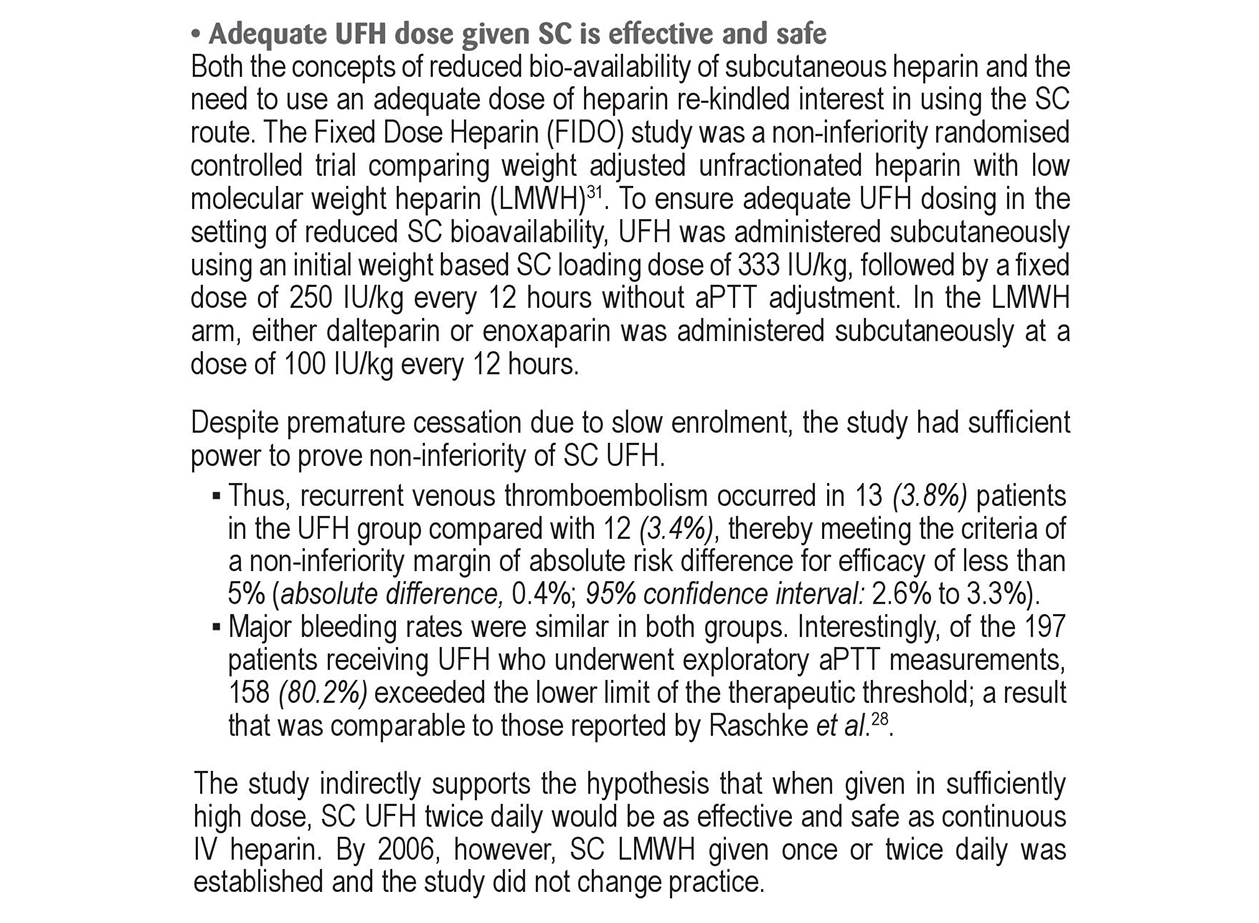 • Adequate UFH dose given SC is effective and safe
Both the concepts of reduced bio-availability of subcutaneous heparin and the
need to use an adequate dose of heparin re-kindled interest in using the SC
route. The Fixed Dose Heparin (FIDO) study was a non-inferiority randomised
controlled trial comparing weight adjusted unfractionated heparin with low
molecular weight heparin (LMWH)31. To ensure adequate UFH dosing in the
setting of reduced SC bioavailability, UFH was administered subcutaneously
using an initial weight based SC loading dose of 333 IU/kg, followed by a fixed
dose of 250 IU/kg every 12 hours without aPTT adjustment. In the LMWH
arm, either dalteparin or enoxaparin was administered subcutaneously at a
dose of 100 IU/kg every 12 hours.
Despite premature cessation due to slow enrolment, the study had sufficient
power to prove non-inferiority of SC UFH.
▪ Thus, recurrent venous thromboembolism occurred in 13 (3.8%) patients
in the UFH group compared with 12 (3.4%), thereby meeting the criteria of
a non-inferiority margin of absolute risk difference for efficacy of less than
5% (absolute difference, 0.4%; 95% confidence interval: 2.6% to 3.3%).
▪ Major bleeding rates were similar in both groups. Interestingly, of the 197
patients receiving UFH who underwent exploratory aPTT measurements,
158 (80.2%) exceeded the lower limit of the therapeutic threshold; a result
that was comparable to those reported by Raschke et al.28.
The study indirectly supports the hypothesis that when given in sufficiently
high dose, SC UFH twice daily would be as effective and safe as continuous
IV heparin. By 2006, however, SC LMWH given once or twice daily was
established and the study did not change practice.